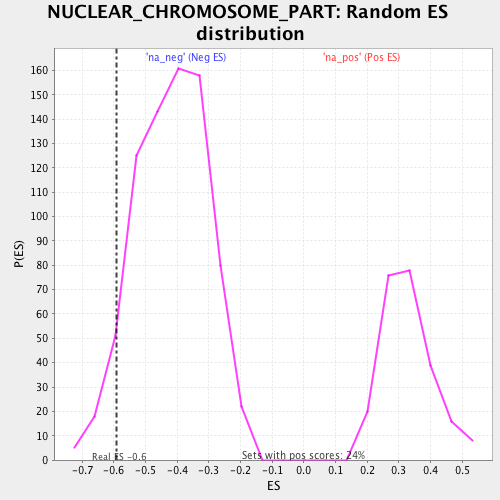 NUCLEAR_CHROMOSOME_PART: Random ES
distribution
'na_neg' (Neg ES)
'na_pos' (Pos ES)
160
150
140
130
120
110
100
90
80
70
60
50
40
30
20
10
0
P(ES)
Real ES -0.6
Sets with pos scores: 24%
-0.7 -0.6 -0.5 -0.4 -0.3 -0.2 -0.1 0.0 0.1 0.2 0.3 0.4 0.5
ES